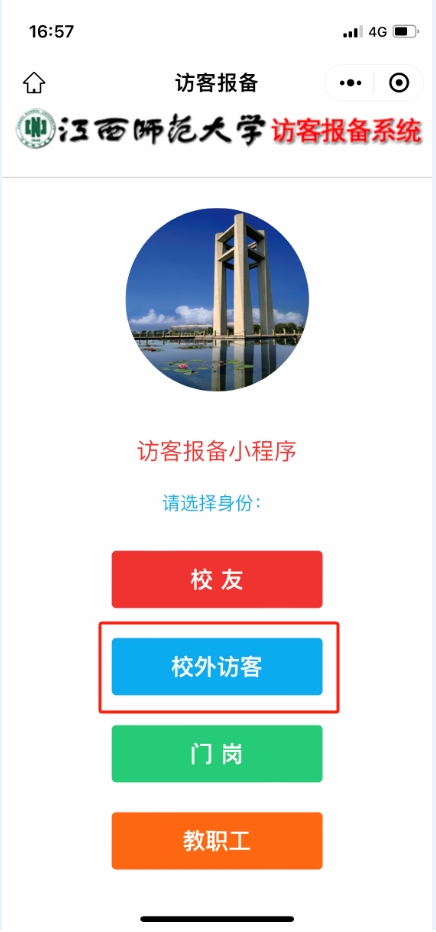 16:57
4G
访客报备
江西师范大学 访客报备系统
访客报备小程序
请选择身份:
校 友
校外访客
门 岗
教职工